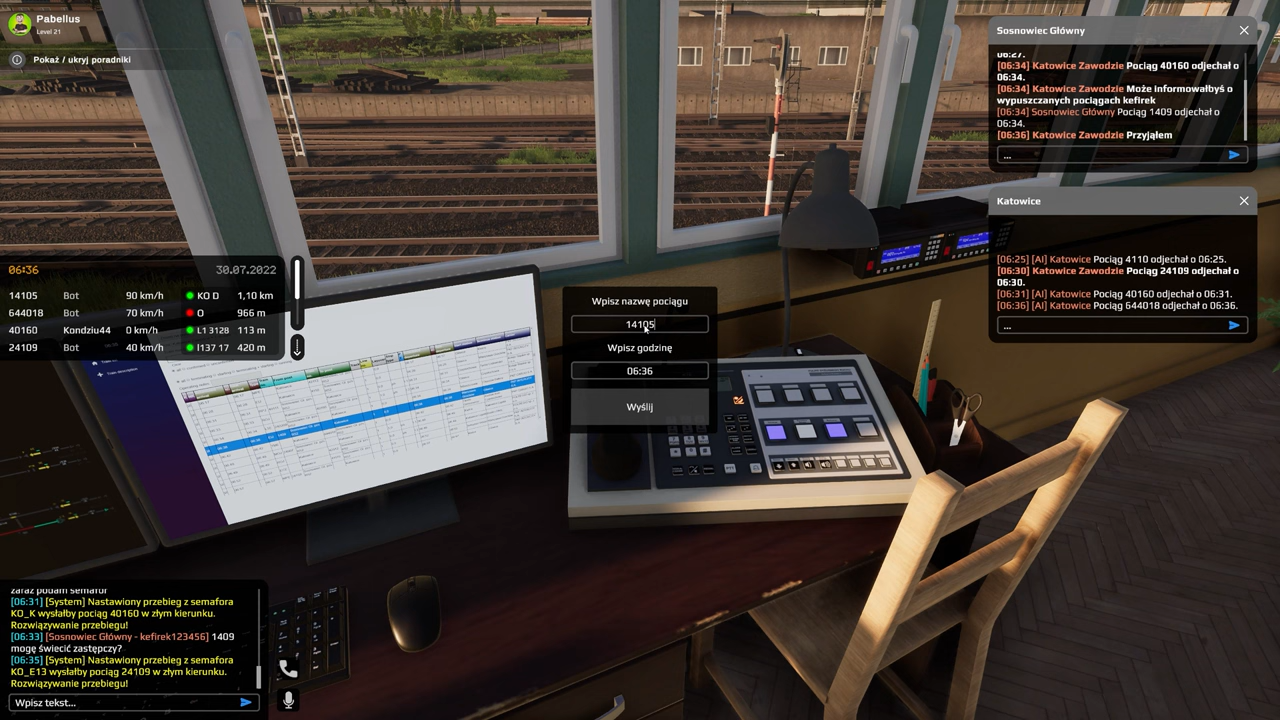 Pabellus
Level 21
Pokaż / ukryj poradniki
06:36 30.07.2022
14105 Bot 90 km/h KO D 1,10 km
644018 Bot 70 km/h O 966 m
40160 Kondziu44 0 km/h L1 3128 113 m
24109 Bot 40 km/h I137 17 420 m
Wpisz nazwę pociągu
14105
Wpisz godzinę
06:36
Wyślij
Sosnowiec Główny
06:27.
[06:34] Katowice Zawodzie Pociąg 40160 odjechał o
06:34.
[06:34] Katowice Zawodzie Może informowałbyś o
wypuszczanych pociągach kefirek
[06:34] Sosnowiec Główny Pociąg 1409 odjechał o
06:34.
[06:36] Katowice Zawodzie Przyjąłem
...
Katowice
[06:25] [AI] Katowice Pociąg 4110 odjechał o 06:25.
[06:30] Katowice Zawodzie Pociąg 24109 odjechał o
06:30.
[06:31] [AI] Katowice Pociąg 40160 odjechał o 06:31.
[06:36] [AI] Katowice Pociąg 644018 odjechał o 06:36.
...
zaraz podam semafor
[06:31] [System] Nastawiony przebieg z semafora
KO_K wysłałby pociąg 40160 w złym kierunku.
Rozwiązywanie przebiegu!
[06:33] [Sosnowiec Główny - kefirek123456] 1409
mogę świecić zastępczy?
[06:35] [System] Nastawiony przebieg z semafora
KO_E13 wysłałby pociąg 24109 w złym kierunku.
Rozwiązywanie przebiegu!
Wpisz tekst...